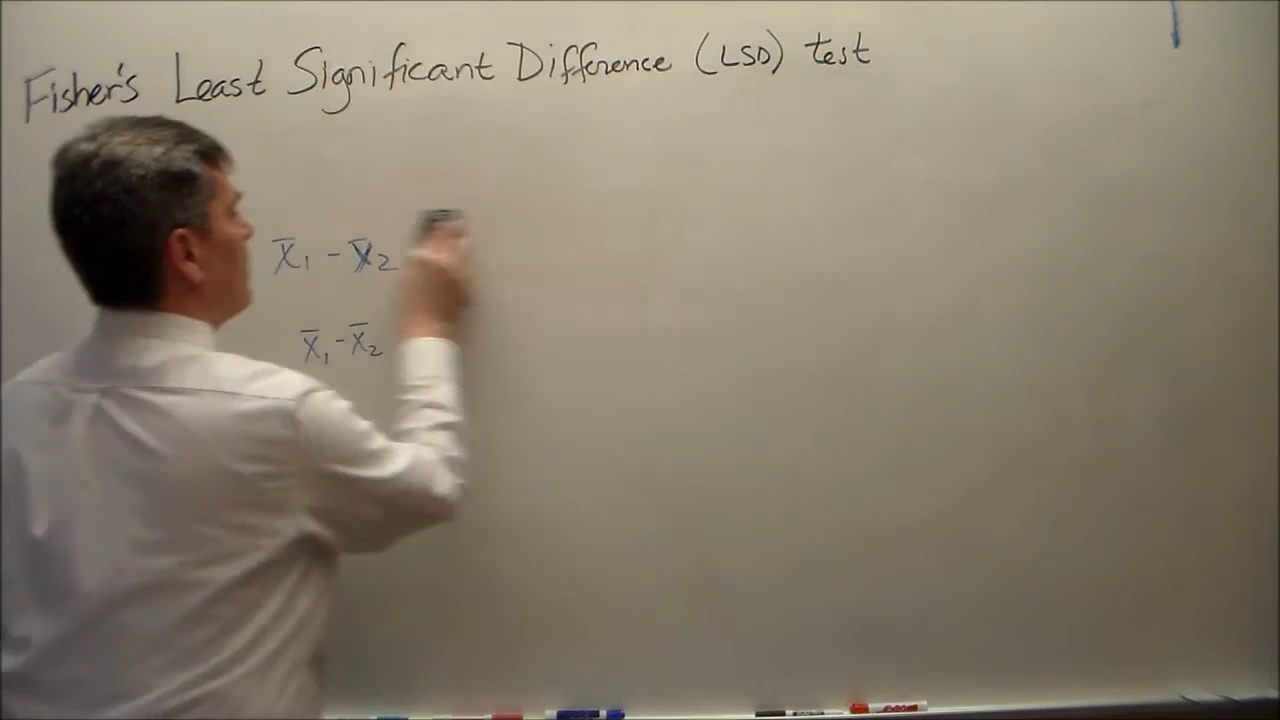 Fisher's Least Significant Difference (LSD) test
x̄₁ - x̄₂
x̄₁ - x̄₂